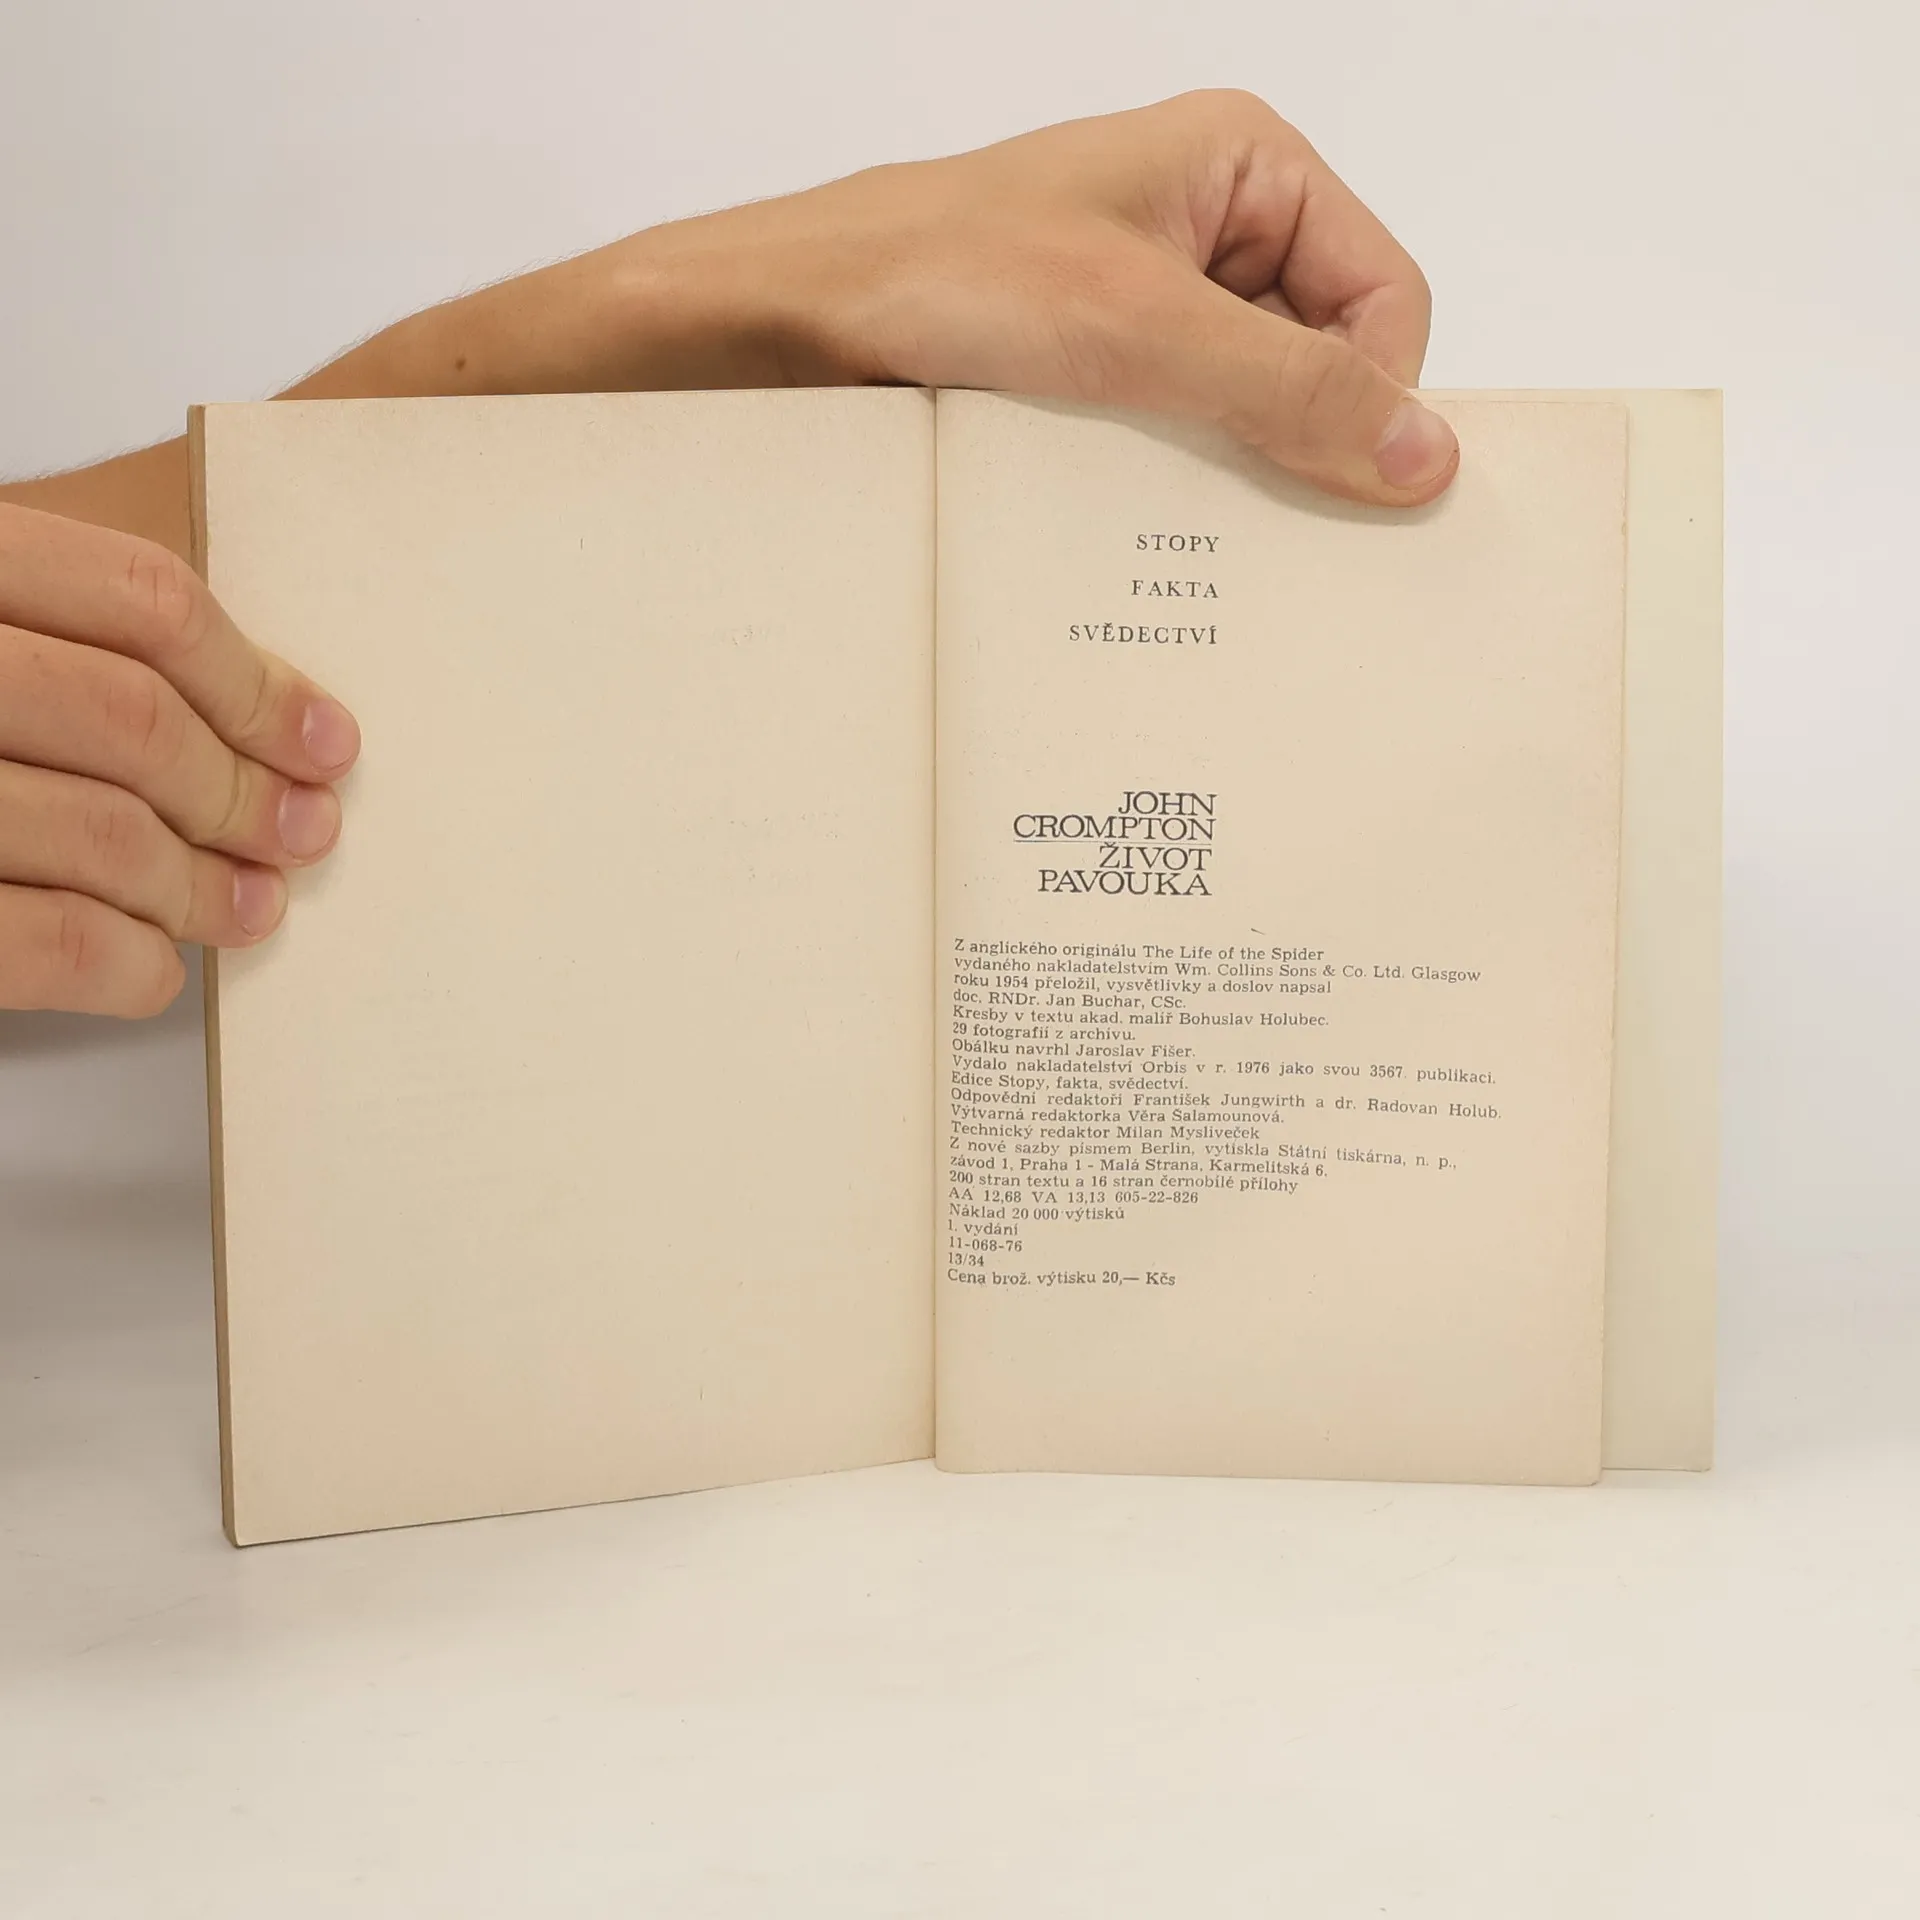 STOPY
FAKTA
SVĚDECTVÍ
JOHN
CROMPTON
ŽIVOT
PAVOUKA
Z anglického originálu The Life of the Spider
vydaného nakladatelstvím Wm. Collins Sons & Co. Ltd. Glasgow
roku 1954 přeložil, vysvětlivky a doslov napsal
doc. RNDr. Jan Buchar, CSc.
Kresby v textu akad. malíř Bohuslav Holubec.
29 fotografií z archivu.
Obálku navrhl Jaroslav Fišer.
Vydalo nakladatelství Orbis v r. 1976 jako svou 3567. publikaci.
Edice Stopy, fakta, svědectví.
Odpovědní redaktoři František Jungwirth a dr. Radovan Holub.
Výtvarná redaktorka Věra Šalamounová.
Technický redaktor Milan Mysliveček
Z nové sazby písmem Berlin, vytiskla Státní tiskárna, n. p.,
závod 1, Praha 1 - Malá Strana, Karmelitská 6.
200 stran textu a 16 stran černobílé přílohy
AA 12,68 VA 13,13 605-22-826
Náklad 20 000 výtisků
1. vydání
11-068-76
13/34
Cena brož. výtisku 20,— Kčs